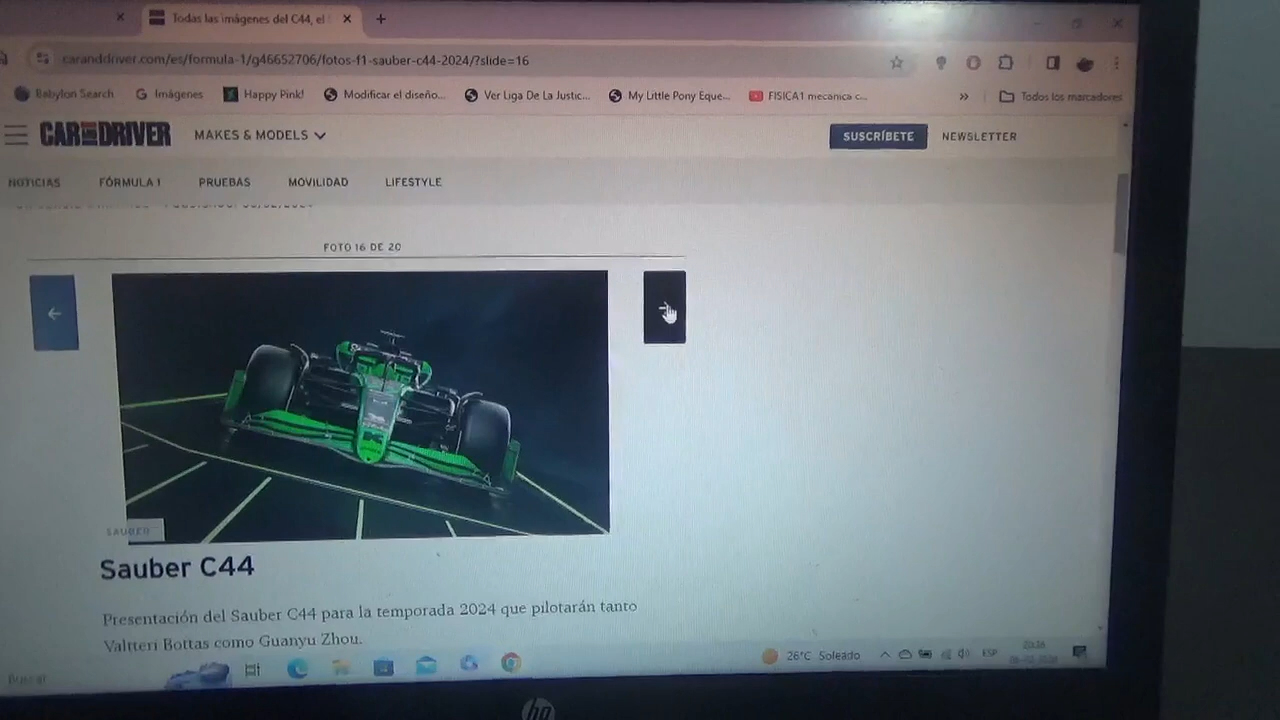 Todas las imágenes del C44, el
caranddriver.com/es/formula-1/g46652706/fotos-f1-sauber-c44-2024/?slide=16
Babylon Search
Imágenes
Happy Pink!
Modificar el diseño...
Ver Liga De La Justic...
My Little Pony Eque...
FISICA1 mecanica c...
»
Todos los marcadores
CAR AND DRIVER
MAKES & MODELS
SUSCRÍBETE
NEWSLETTER
NOTICIAS
FÓRMULA 1
PRUEBAS
MOVILIDAD
LIFESTYLE
FOTO 16 DE 20
SAUBER
Sauber C44
Presentación del Sauber C44 para la temporada 2024 que pilotarán tanto
Valtteri Bottas como Guanyu Zhou.
Buscar
26°C Soleado
ESP
hp